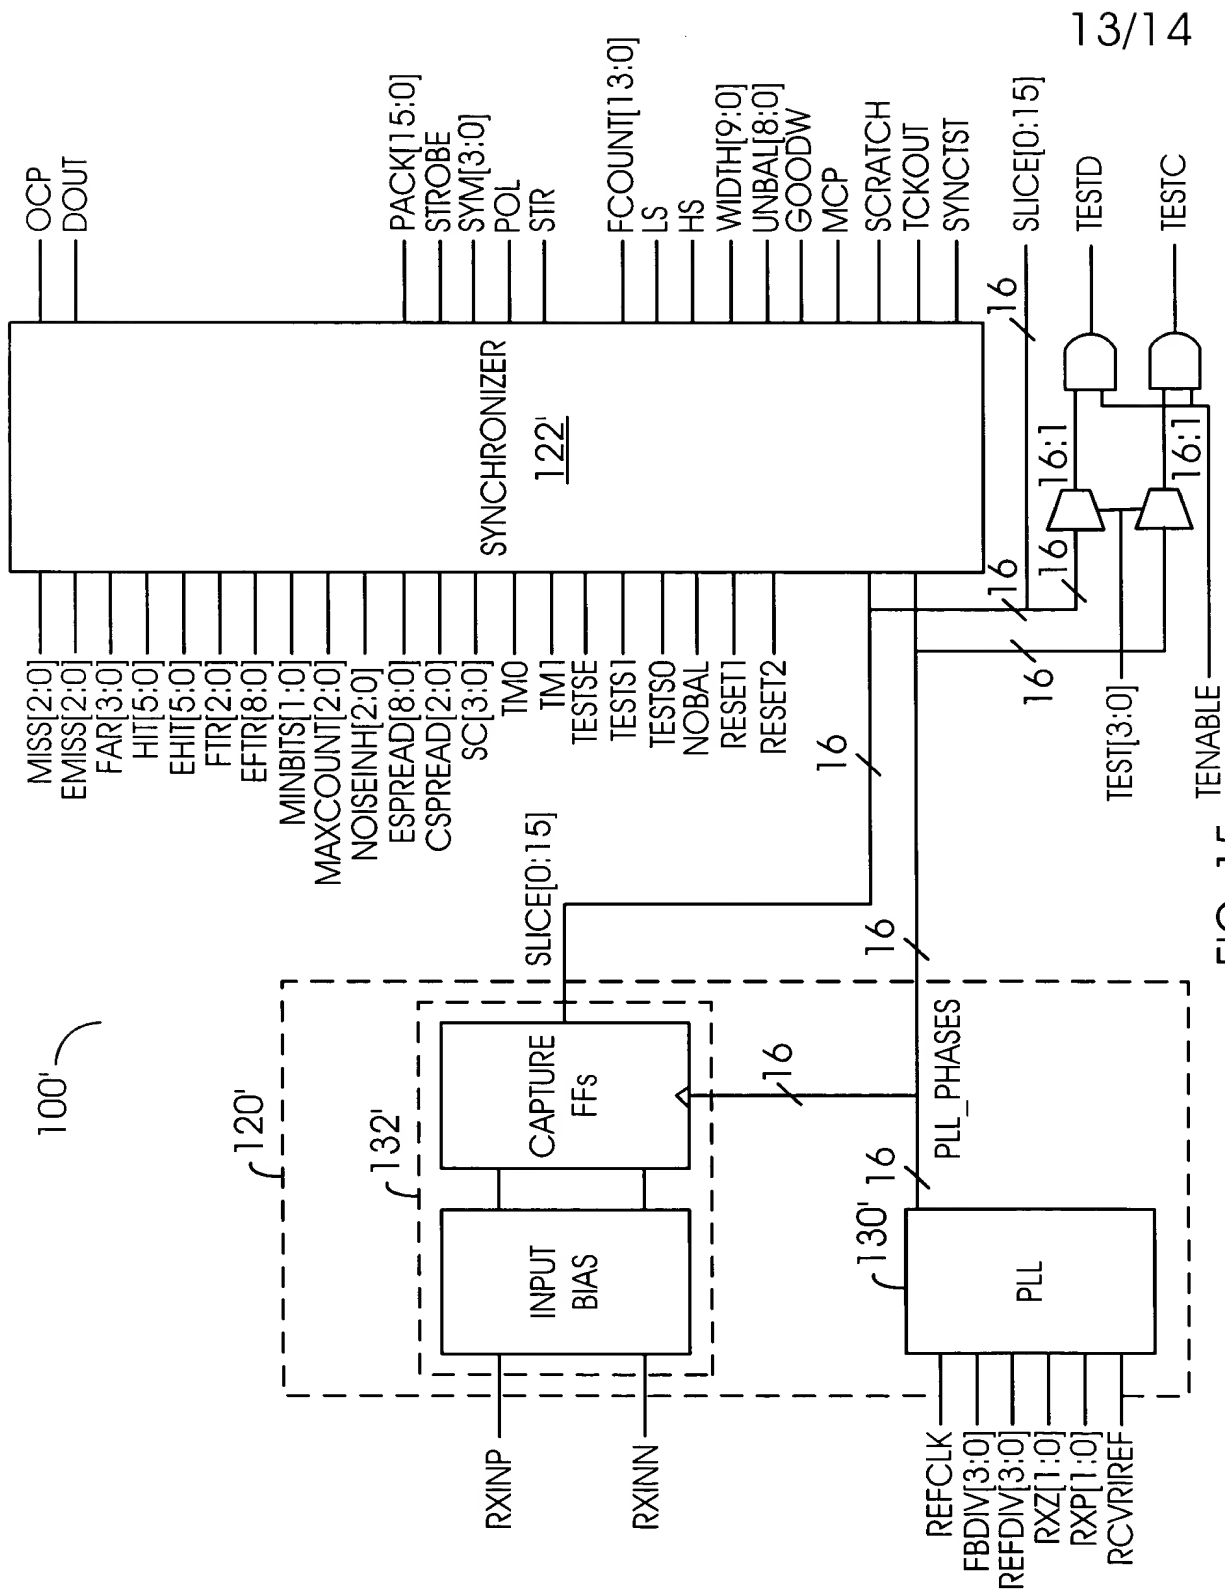 13/14
100'
120'
132'
RXINP
RXINN
INPUT
BIAS
CAPTURE
FFs
SLICE[0:15]
16
130'
PLL
16
PLL_PHASES
REFCLK
FBDIV[3:0]
REFDIV[3:0]
RXZ[1:0]
RXP[1:0]
RCVRIREF
16
16
MISS[2:0]
EMISS[2:0]
FAR[3:0]
HIT[5:0]
EHIT[5:0]
FTR[2:0]
EFTR[8:0]
MINBITS[1:0]
MAXCOUNT[2:0]
NOISEINH[2:0]
ESPREAD[8:0]
CSPREAD[2:0]
SC[3:0]
TM0
TM1
TESTSE
TESTS1
TESTS0
NOBAL
RESET1
RESET2
SYNCHRONIZER
122'
OCP
DOUT
PACK[15:0]
STROBE
SYM[3:0]
POL
STR
FCOUNT[13:0]
LS
HS
WIDTH[9:0]
UNBAL[8:0]
GOODW
MCP
SCRATCH
TCKOUT
SYNCTST
SLICE[0:15]
16
16
16
16
16:1
16:1
TESTD
TESTC
TEST[3:0]
TENABLE
FIG. 15